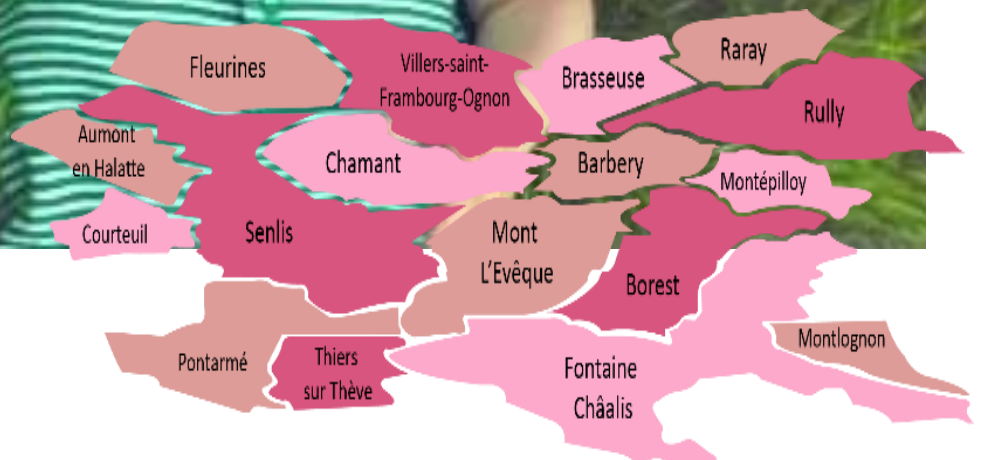 Fleurines
Villers-saint-
Frambourg-Ognon
Brasseuse
Raray
Rully
Aumont
en Halatte
Chamant
Barbery
Montépilloy
Courteuil
Senlis
Mont
L'Evêque
Borest
Pontarmé
Thiers
sur Thève
Fontaine
Châalis
Montlognon